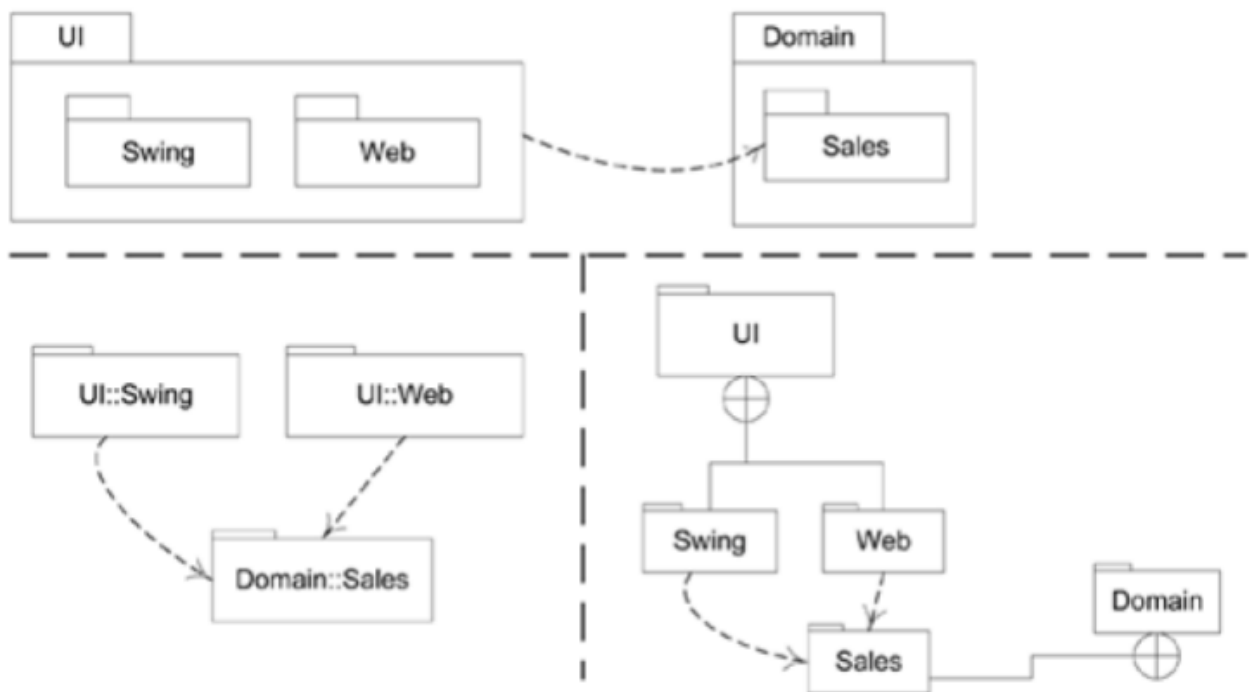 UI
Domain
Swing
Web
Sales
UI
UI::Swing
UI::Web
Swing
Web
Domain::Sales
Domain
Sales